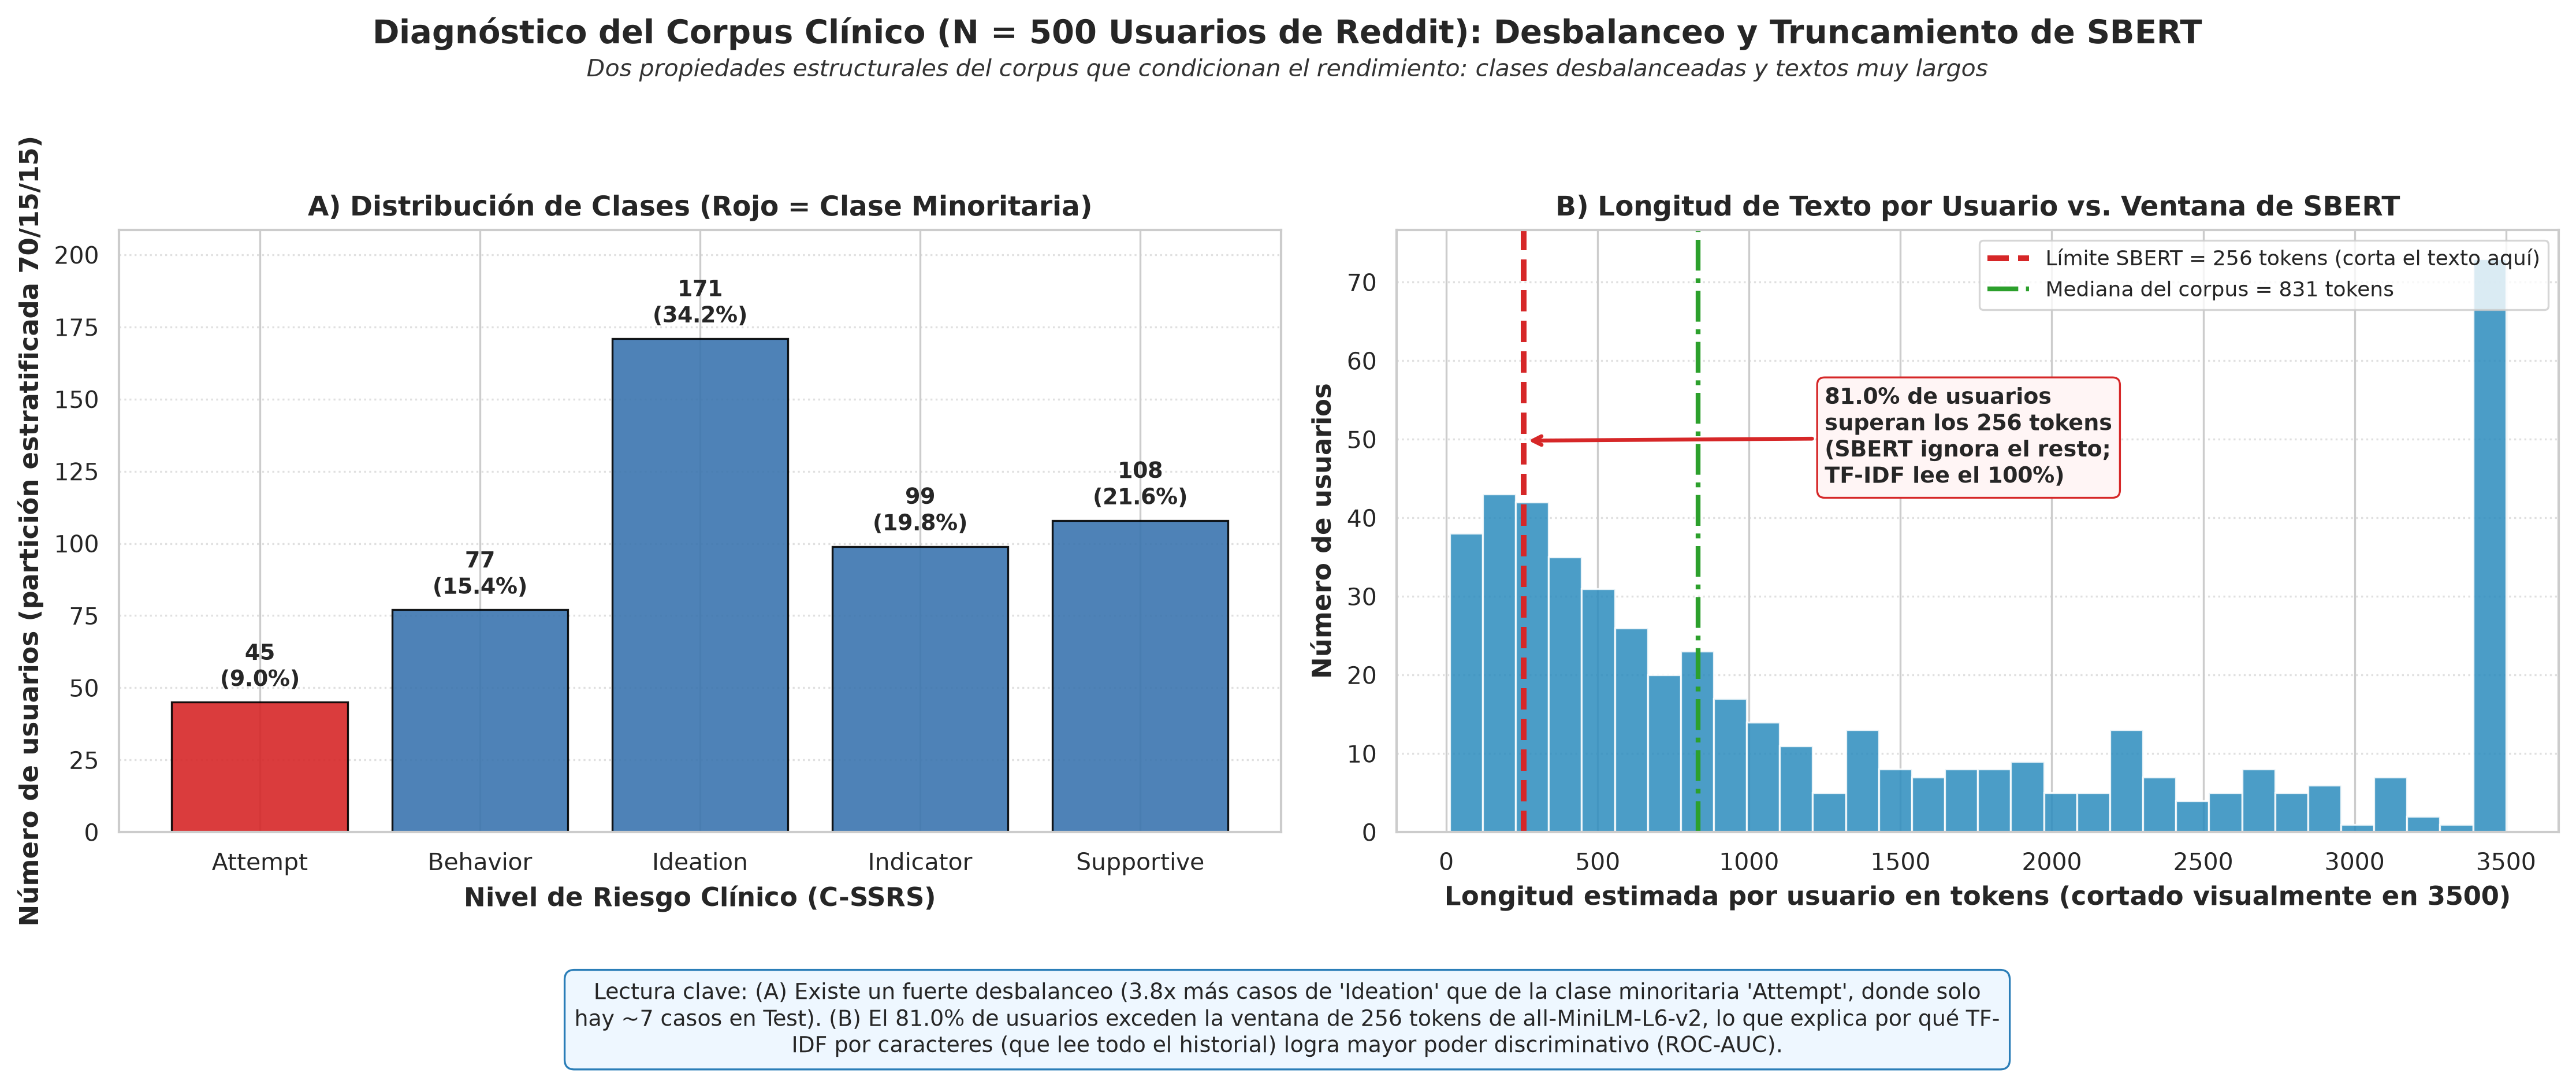 Diagnóstico del Corpus Clínico (N = 500 Usuarios de Reddit): Desbalanceo y Truncamiento de SBERT
Dos propiedades estructurales del corpus que condicionan el rendimiento: clases desbalanceadas y textos muy largos
A) Distribución de Clases (Rojo = Clase Minoritaria)
Número de usuarios (partición estratificada 70/15/15)
200
175
150
125
100
75
50
25
0
45
(9.0%)
77
(15.4%)
171
(34.2%)
99
(19.8%)
108
(21.6%)
Attempt
Behavior
Ideation
Indicator
Supportive
Nivel de Riesgo Clínico (C-SSRS)
B) Longitud de Texto por Usuario vs. Ventana de SBERT
Número de usuarios
70
60
50
40
30
20
10
0
Límite SBERT = 256 tokens (corta el texto aquí)
Mediana del corpus = 831 tokens
81.0% de usuarios
superan los 256 tokens
(SBERT ignora el resto;
TF-IDF lee el 100%)
0
500
1000
1500
2000
2500
3000
3500
Longitud estimada por usuario en tokens (cortado visualmente en 3500)
Lectura clave: (A) Existe un fuerte desbalanceo (3.8x más casos de 'Ideation' que de la clase minoritaria 'Attempt', donde solo
hay ~7 casos en Test). (B) El 81.0% de usuarios exceden la ventana de 256 tokens de all-MiniLM-L6-v2, lo que explica por qué TF-
IDF por caracteres (que lee todo el historial) logra mayor poder discriminativo (ROC-AUC).